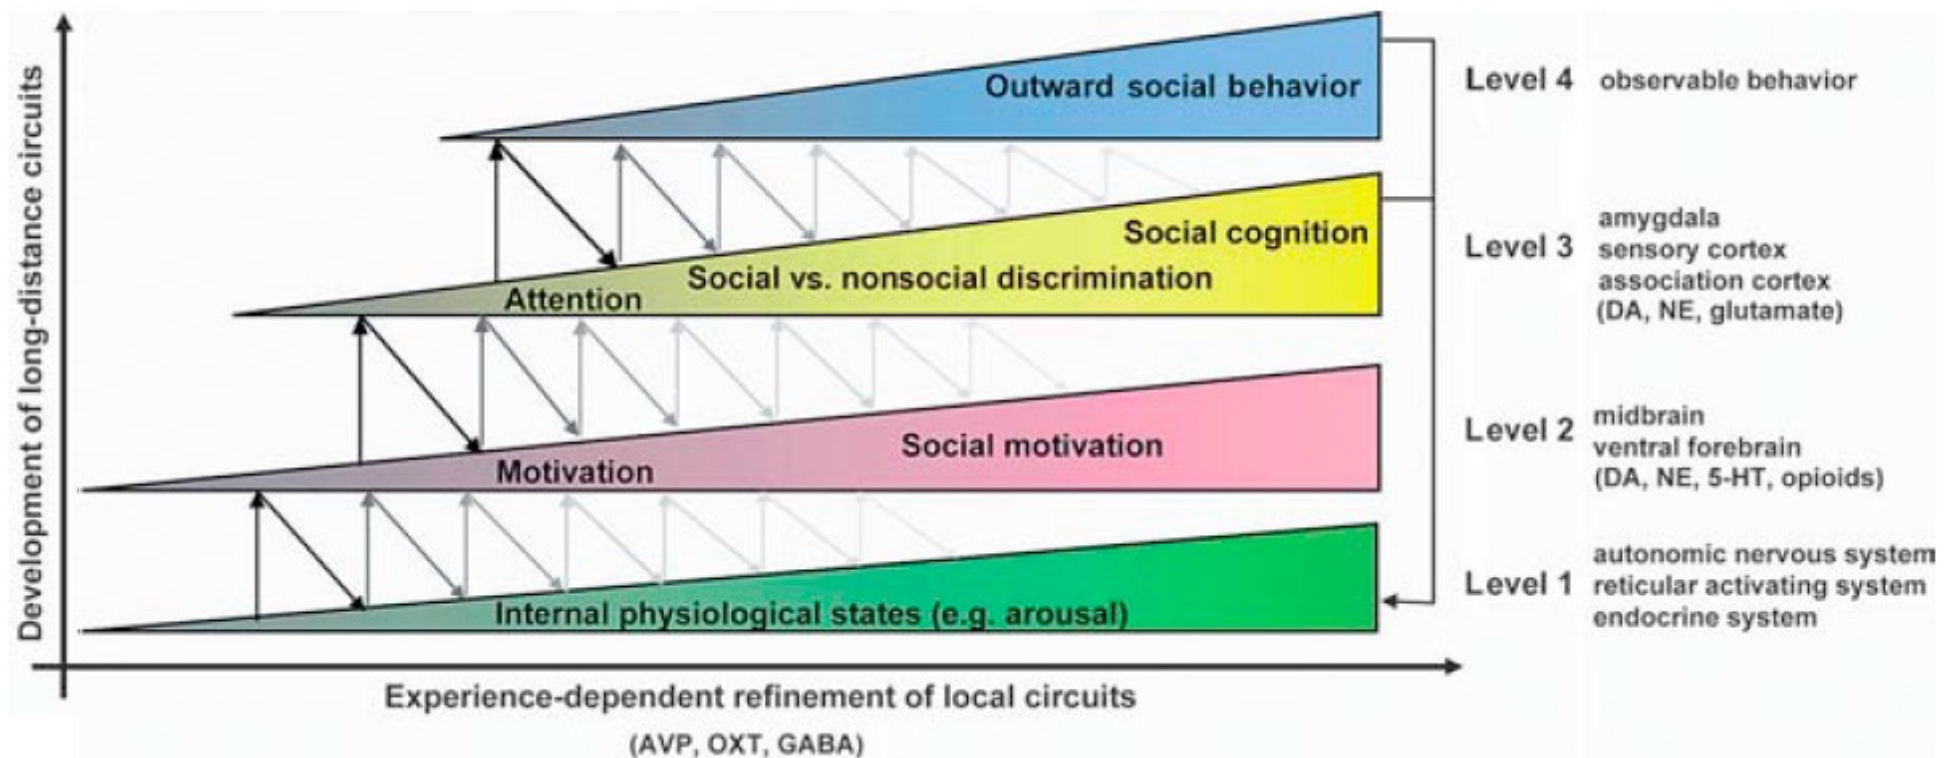 Development of long-distance circuits
Outward social behavior
Level 4
observable behavior
Social cognition
Social vs. nonsocial discrimination
Attention
Level 3
amygdala
sensory cortex
association cortex
(DA, NE, glutamate)
Social motivation
Motivation
Level 2
midbrain
ventral forebrain
(DA, NE, 5-HT, opioids)
Internal physiological states (e.g. arousal)
Level 1
autonomic nervous system
reticular activating system
endocrine system
Experience-dependent refinement of local circuits
(AVP, OXT, GABA)